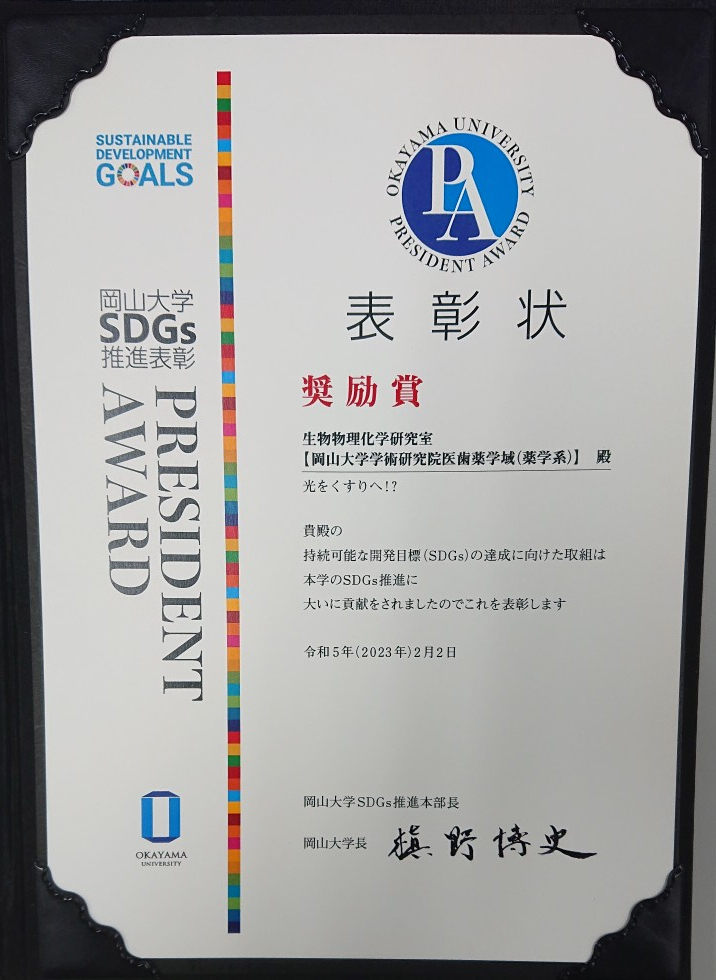 SUSTAINABLE
DEVELOPMENT
GOALS
岡山大学
SDGs
推進表彰
PRESIDENT
AWARD
OKAYAMA
UNIVERSITY
OKAYAMA UNIVERSITY
PA
PRESIDENT AWARD
表彰状
奨励賞
生物物理化学研究室
【岡山大学学術研究院医歯薬学域(薬学系)】 殿
光をくすりへ!?
貴殿の
持続可能な開発目標(SDGs)の達成に向けた取組は
本学のSDGs推進に
大いに貢献をされましたのでこれを表彰します
令和5年(2023年)2月2日
岡山大学SDGs推進本部長
岡山大学長 槇野博史